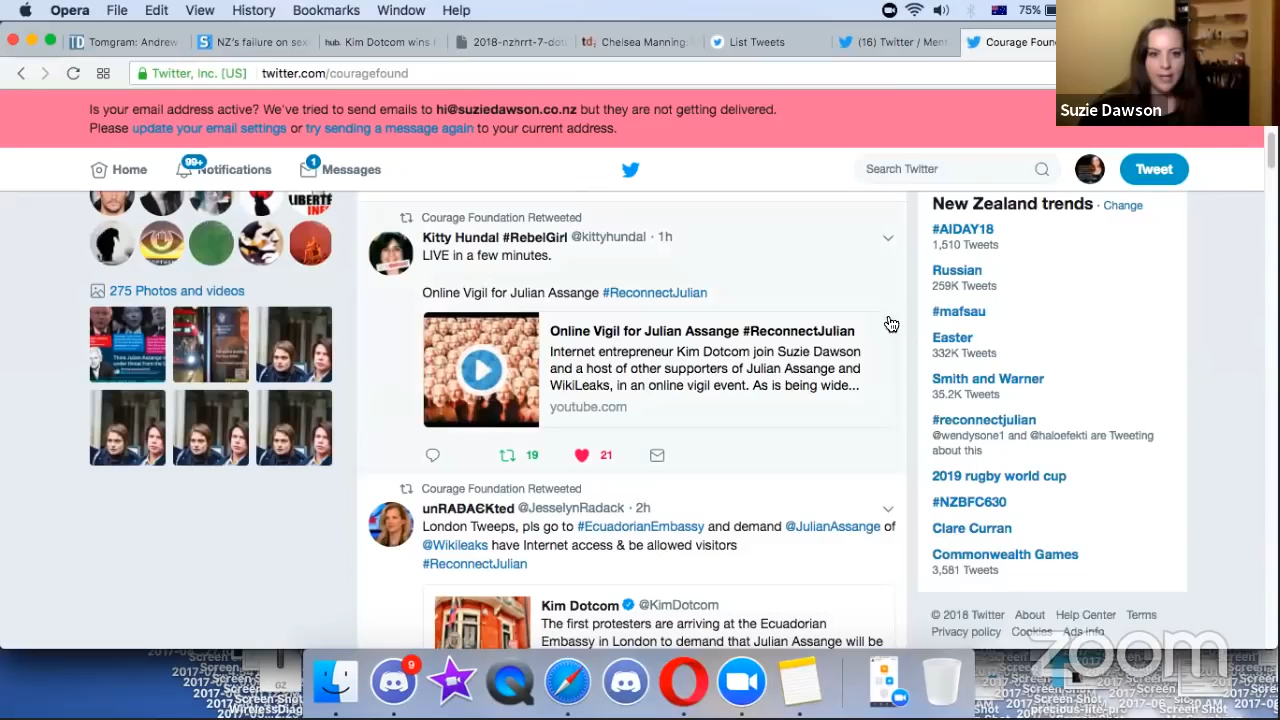 Opera File Edit View History Bookmarks Window Help 75%
Tomgram: Andrew NZ's failure on sex hub. Kim Dotcom wins 2018-nzhrrt-7-dot td; Chelsea Manning: List Tweets (16) Twitter / Men Courage Foun
Twitter, Inc. [US] twitter.com/couragefound
Suzie Dawson
Is your email address active? We've tried to send emails to hi@suziedawson.co.nz but they are not getting delivered.
Please update your email settings or try sending a message again to your current address.
Home 99+ Notifications 1 Messages Search Twitter Tweet
275 Photos and videos
Courage Foundation Retweeted
Kitty Hundal #RebelGirl @kittyhundal · 1h
LIVE in a few minutes.
Online Vigil for Julian Assange #ReconnectJulian
Online Vigil for Julian Assange #ReconnectJulian
Internet entrepreneur Kim Dotcom join Suzie Dawson
and a host of other supporters of Julian Assange and
WikiLeaks, in an online vigil event. As is being wide...
youtube.com
19 21
Courage Foundation Retweeted
unRADACKted @JesselynRadack · 2h
London Tweeps, pls go to #EcuadorianEmbassy and demand @JulianAssange of
@Wikileaks have Internet access & be allowed visitors
#ReconnectJulian
Kim Dotcom @KimDotcom
The first protesters are arriving at the Ecuadorian
Embassy in London to demand that Julian Assange will be
New Zealand trends · Change
#AIDAY18
1,510 Tweets
Russian
259K Tweets
#mafsau
Easter
332K Tweets
Smith and Warner
35.2K Tweets
#reconnectjulian
@wendysone1 and @haloefekti are Tweeting
about this
2019 rugby world cup
#NZBFC630
Clare Curran
Commonwealth Games
3,581 Tweets
© 2018 Twitter About Help Center Terms
Privacy policy Cookies Ads info
zoom
9